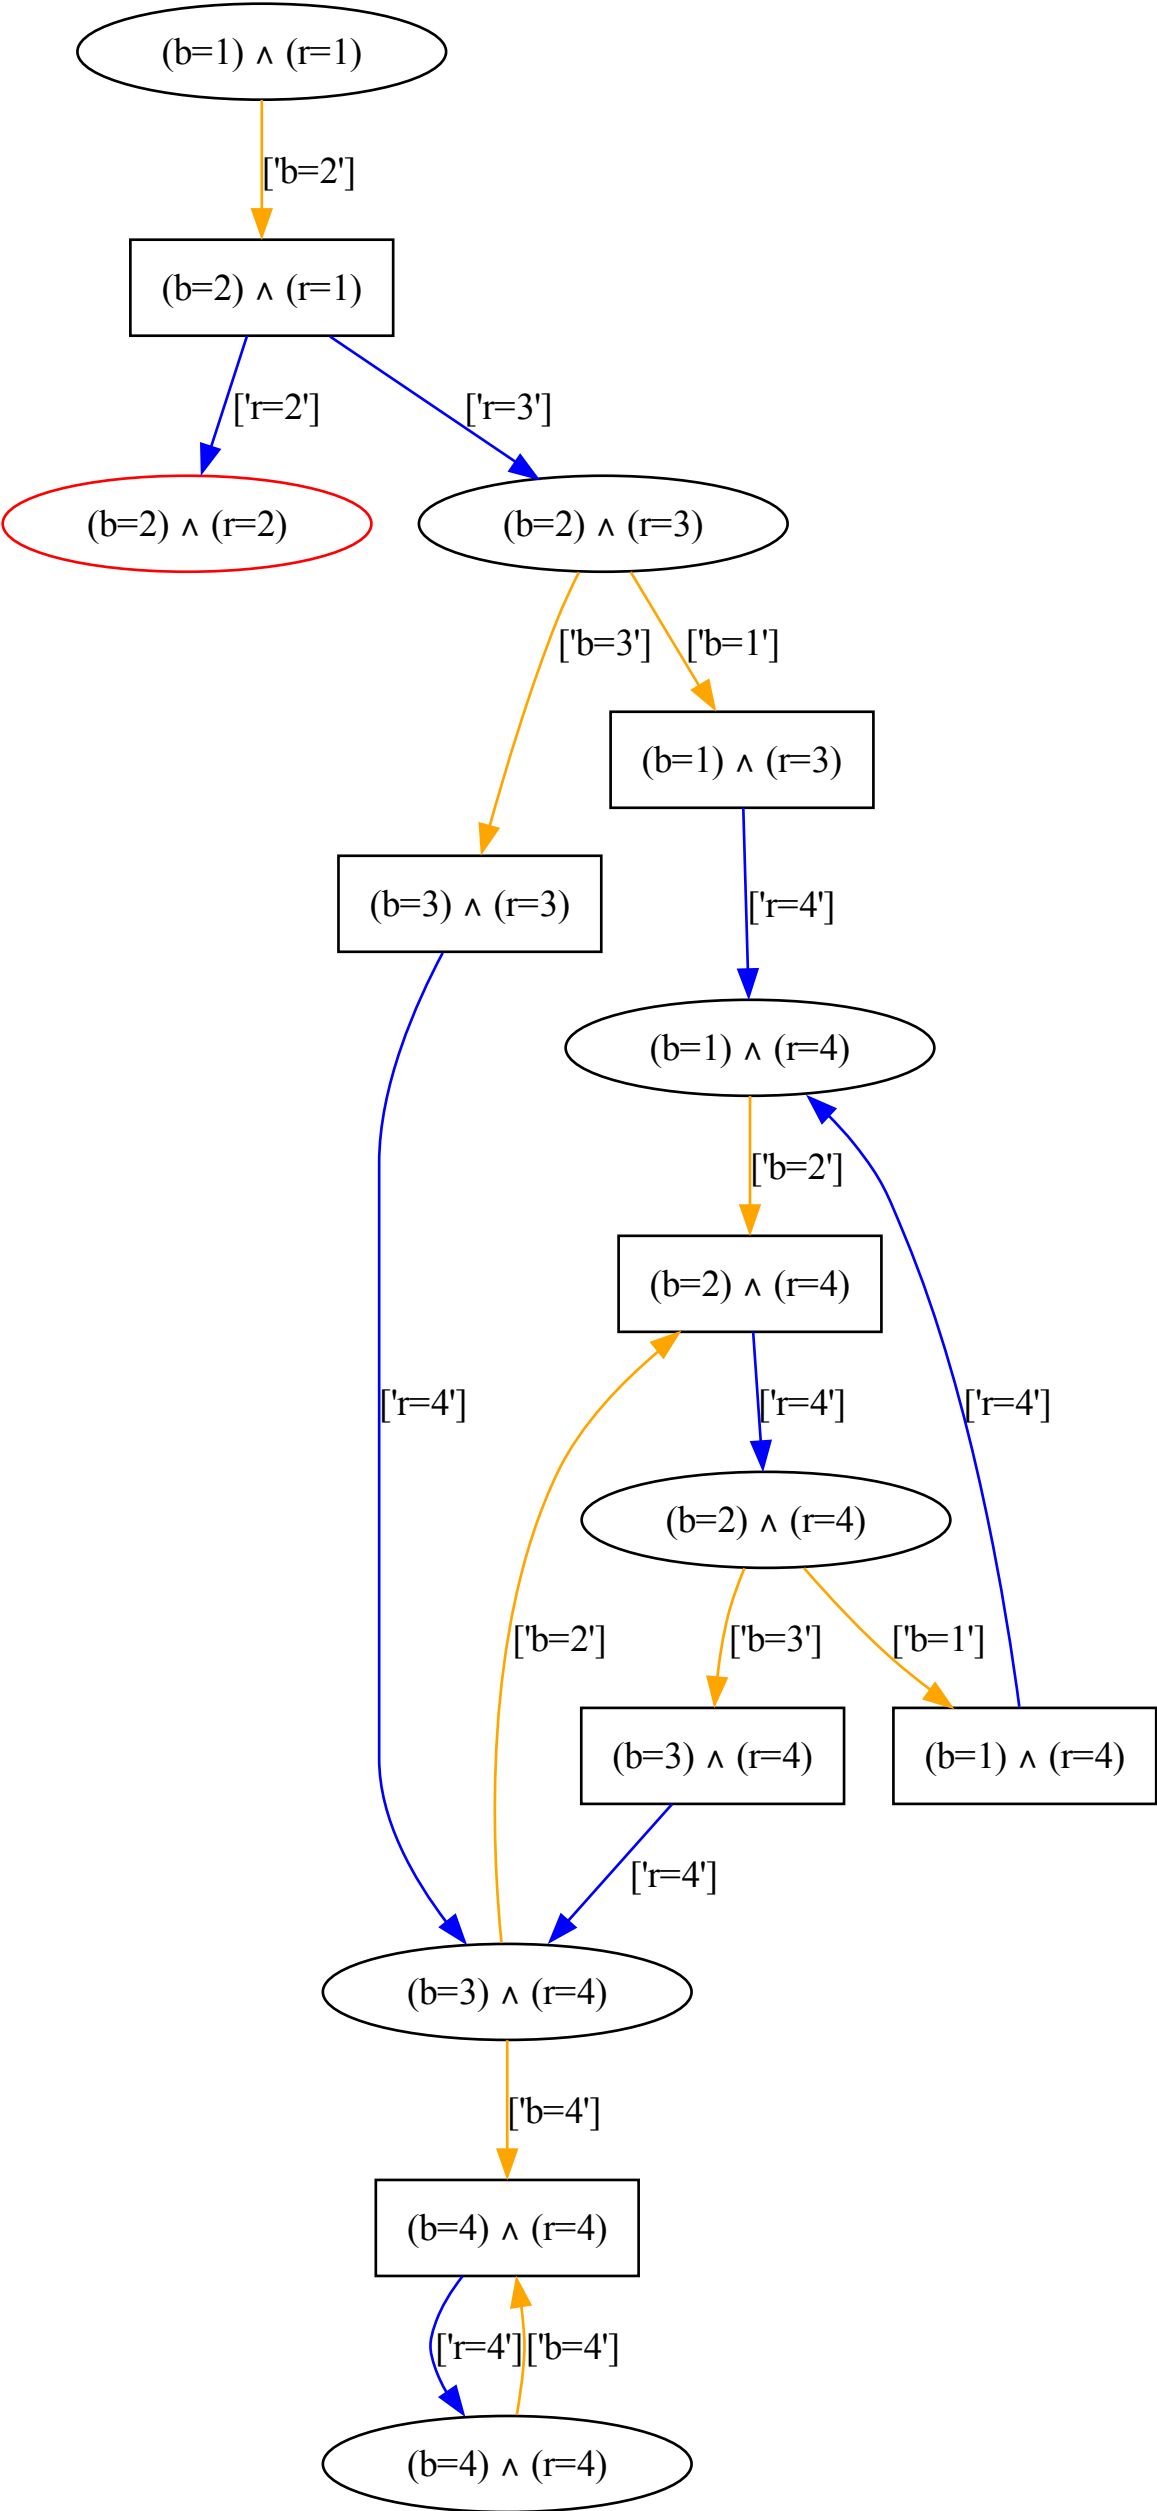 (b=1) ∧ (r=1)
['b=2']
(b=2) ∧ (r=1)
['r=2']
['r=3']
(b=2) ∧ (r=2)
(b=2) ∧ (r=3)
['b=3']
['b=1']
(b=1) ∧ (r=3)
(b=3) ∧ (r=3)
['r=4']
(b=1) ∧ (r=4)
['b=2']
(b=2) ∧ (r=4)
['r=4']
['r=4']
['r=4']
(b=2) ∧ (r=4)
['b=2']
['b=3']
['b=1']
(b=3) ∧ (r=4)
(b=1) ∧ (r=4)
['r=4']
(b=3) ∧ (r=4)
['b=4']
(b=4) ∧ (r=4)
['r=4']
['b=4']
(b=4) ∧ (r=4)